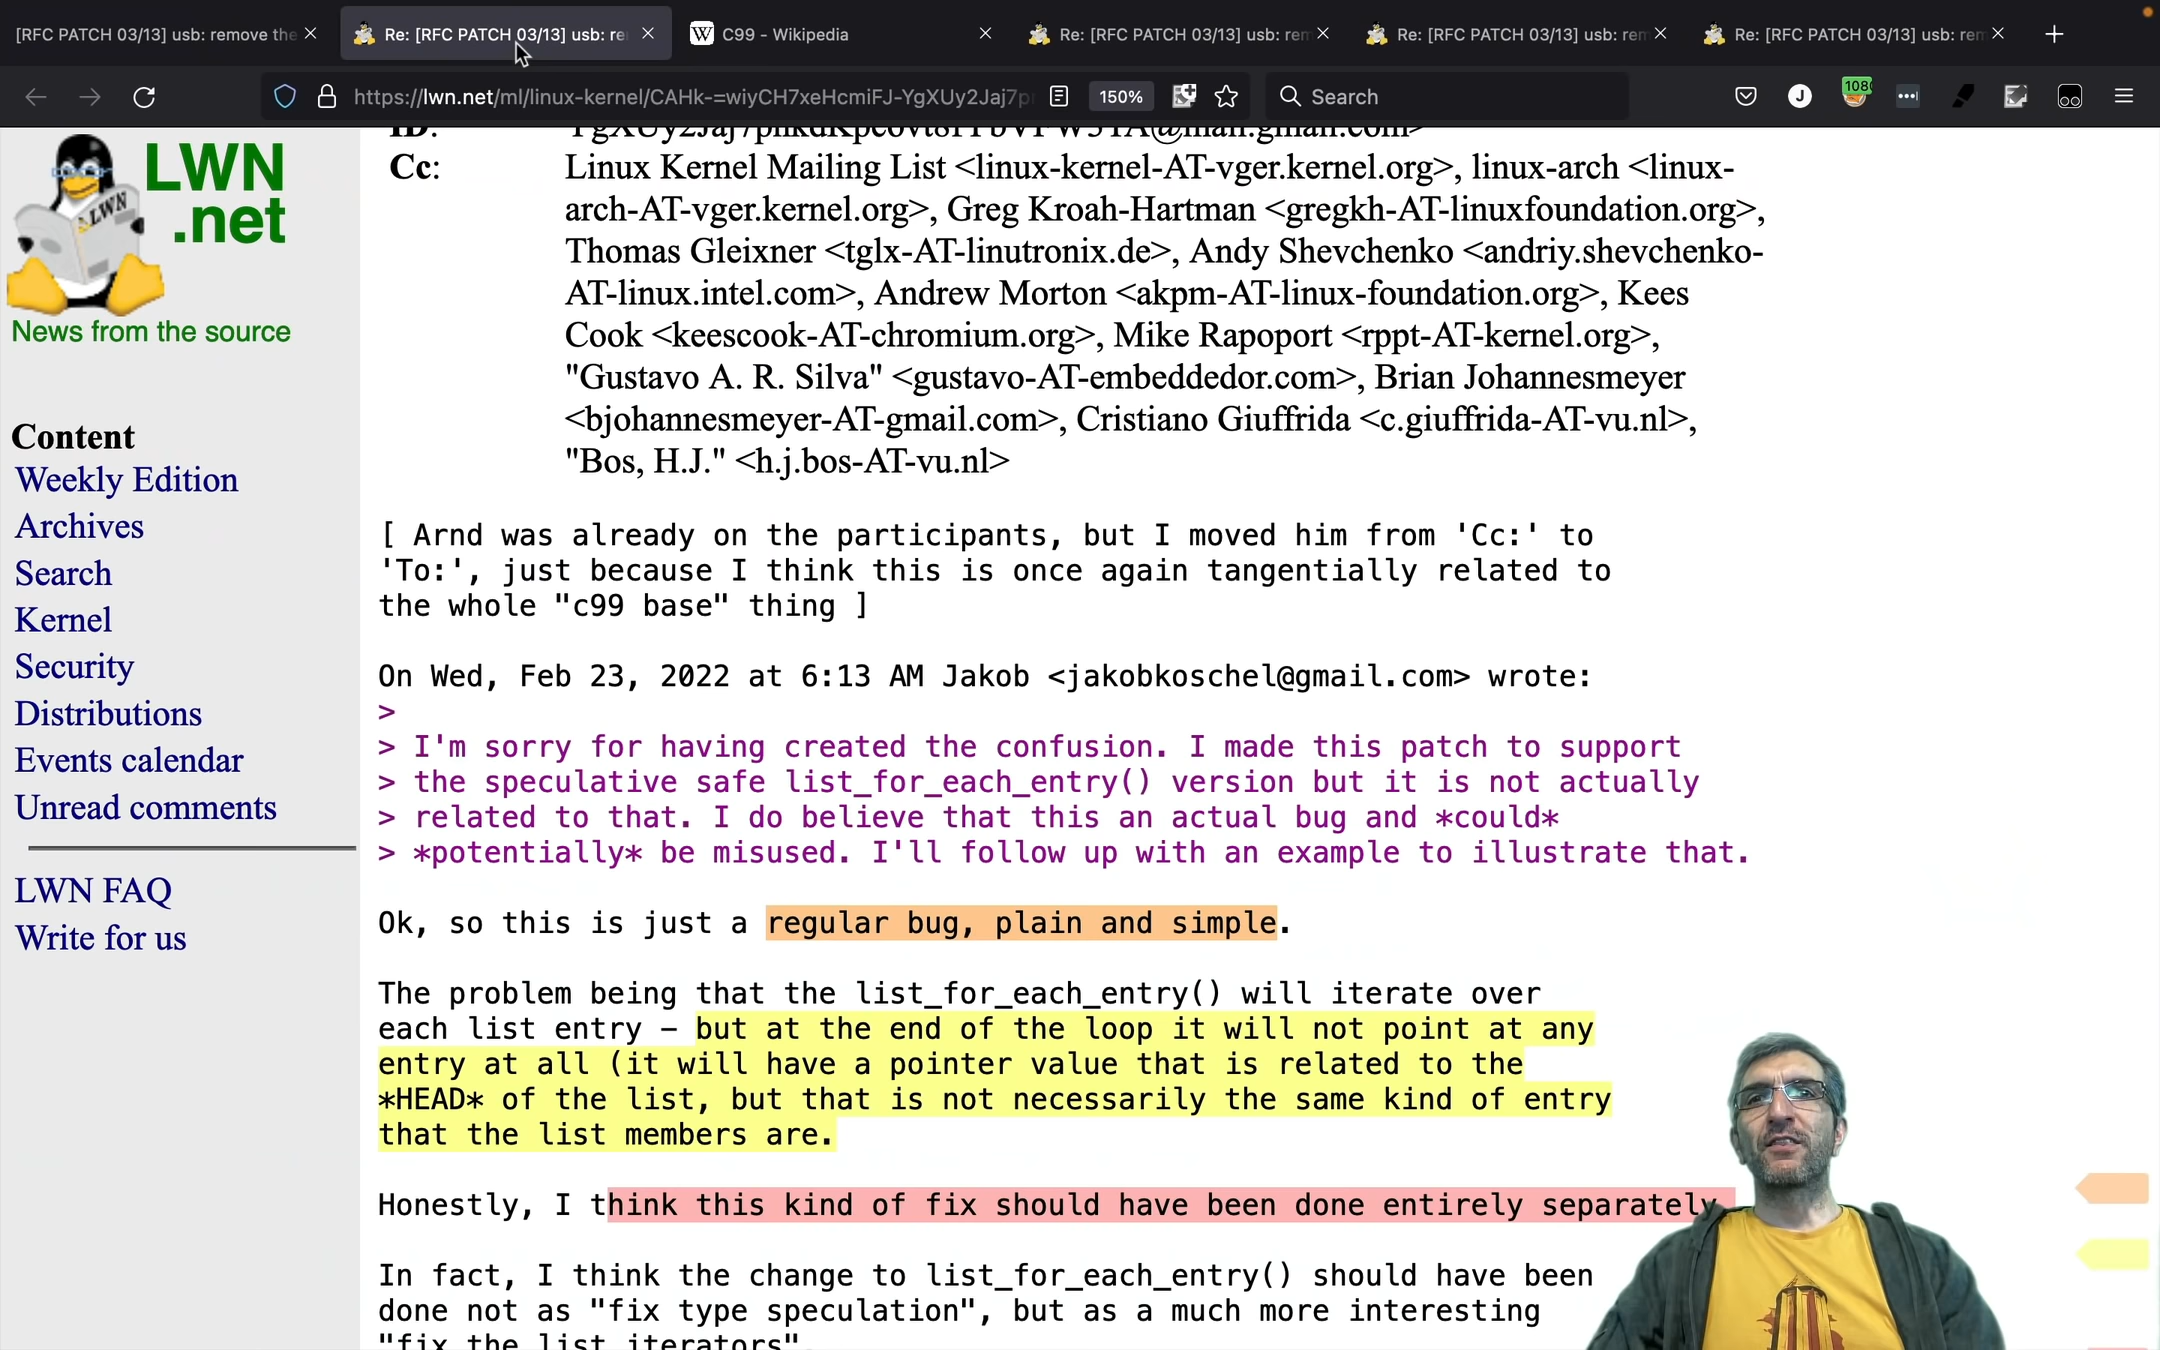 [RFC PATCH 03/13] usb: remove the
Re: [RFC PATCH 03/13] usb: re
W C99 - Wikipedia
Re: [RFC PATCH 03/13] usb: rem
Re: [RFC PATCH 03/13] usb: rem
Re: [RFC PATCH 03/13] usb: rem
https://lwn.net/ml/linux-kernel/CAHk-=wiyCH7xeHcmiFJ-YgXUy2Jaj7p
150%
Search
J
108
LWN
.net
LWN
News from the source
Content
Weekly Edition
Archives
Search
Kernel
Security
Distributions
Events calendar
Unread comments
LWN FAQ
Write for us
ID:
Cc: Linux Kernel Mailing List <linux-kernel-AT-vger.kernel.org>, linux-arch <linux-
arch-AT-vger.kernel.org>, Greg Kroah-Hartman <gregkh-AT-linuxfoundation.org>,
Thomas Gleixner <tglx-AT-linutronix.de>, Andy Shevchenko <andriy.shevchenko-
AT-linux.intel.com>, Andrew Morton <akpm-AT-linux-foundation.org>, Kees
Cook <keescook-AT-chromium.org>, Mike Rapoport <rppt-AT-kernel.org>,
"Gustavo A. R. Silva" <gustavo-AT-embeddedor.com>, Brian Johannesmeyer
<bjohannesmeyer-AT-gmail.com>, Cristiano Giuffrida <c.giuffrida-AT-vu.nl>,
"Bos, H.J." <h.j.bos-AT-vu.nl>
[ Arnd was already on the participants, but I moved him from 'Cc:' to
'To:', just because I think this is once again tangentially related to
the whole "c99 base" thing ]
On Wed, Feb 23, 2022 at 6:13 AM Jakob <jakobkoschel@gmail.com> wrote:
>
> I'm sorry for having created the confusion. I made this patch to support
> the speculative safe list_for_each_entry() version but it is not actually
> related to that. I do believe that this an actual bug and *could*
> *potentially* be misused. I'll follow up with an example to illustrate that.
Ok, so this is just a regular bug, plain and simple.
The problem being that the list_for_each_entry() will iterate over
each list entry - but at the end of the loop it will not point at any
entry at all (it will have a pointer value that is related to the
*HEAD* of the list, but that is not necessarily the same kind of entry
that the list members are.
Honestly, I think this kind of fix should have been done entirely separately
In fact, I think the change to list_for_each_entry() should have been
done not as "fix type speculation", but as a much more interesting
"fix the list iterators".